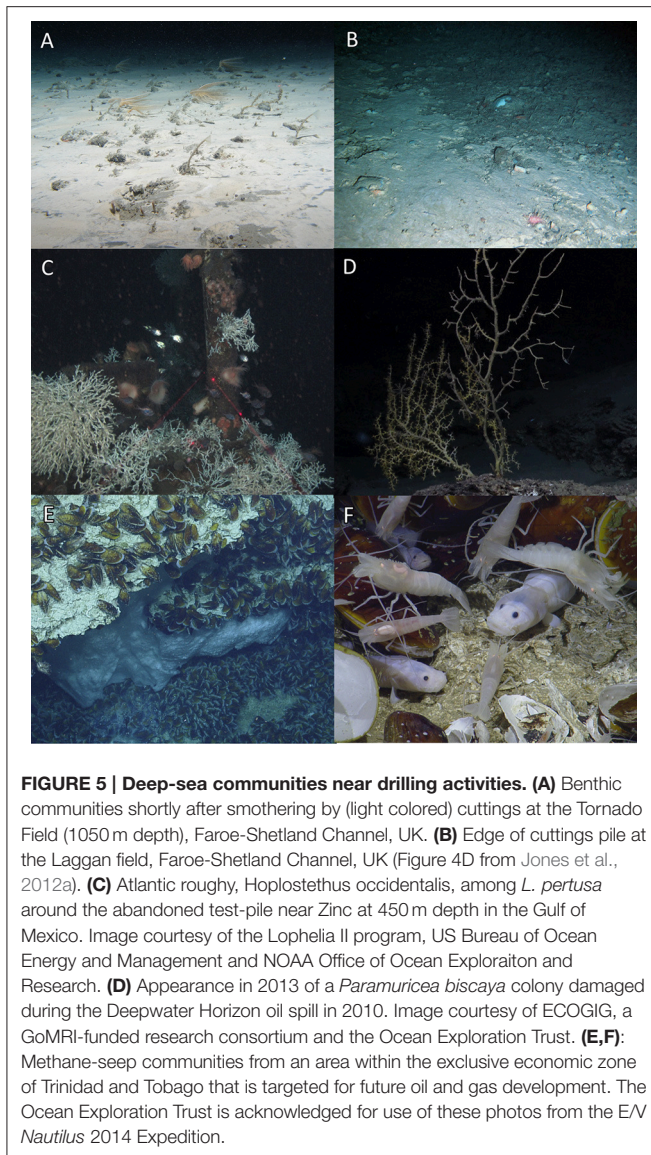 A
B
C
D
E
F
FIGURE 5 | Deep-sea communities near drilling activities. (A) Benthic
communities shortly after smothering by (light colored) cuttings at the Tornado
Field (1050 m depth), Faroe-Shetland Channel, UK. (B) Edge of cuttings pile at
the Laggan field, Faroe-Shetland Channel, UK (Figure 4D from Jones et al.,
2012a). (C) Atlantic roughy, Hoplostethus occidentalis, among L. pertusa
around the abandoned test-pile near Zinc at 450 m depth in the Gulf of
Mexico. Image courtesy of the Lophelia II program, US Bureau of Ocean
Energy and Management and NOAA Office of Ocean Exploraiton and
Research. (D) Appearance in 2013 of a Paramuricea biscaya colony damaged
during the Deepwater Horizon oil spill in 2010. Image courtesy of ECOGIG, a
GoMRI-funded research consortium and the Ocean Exploration Trust. (E,F):
Methane-seep communities from an area within the exclusive economic zone
of Trinidad and Tobago that is targeted for future oil and gas development. The
Ocean Exploration Trust is acknowledged for use of these photos from the E/V
Nautilus 2014 Expedition.